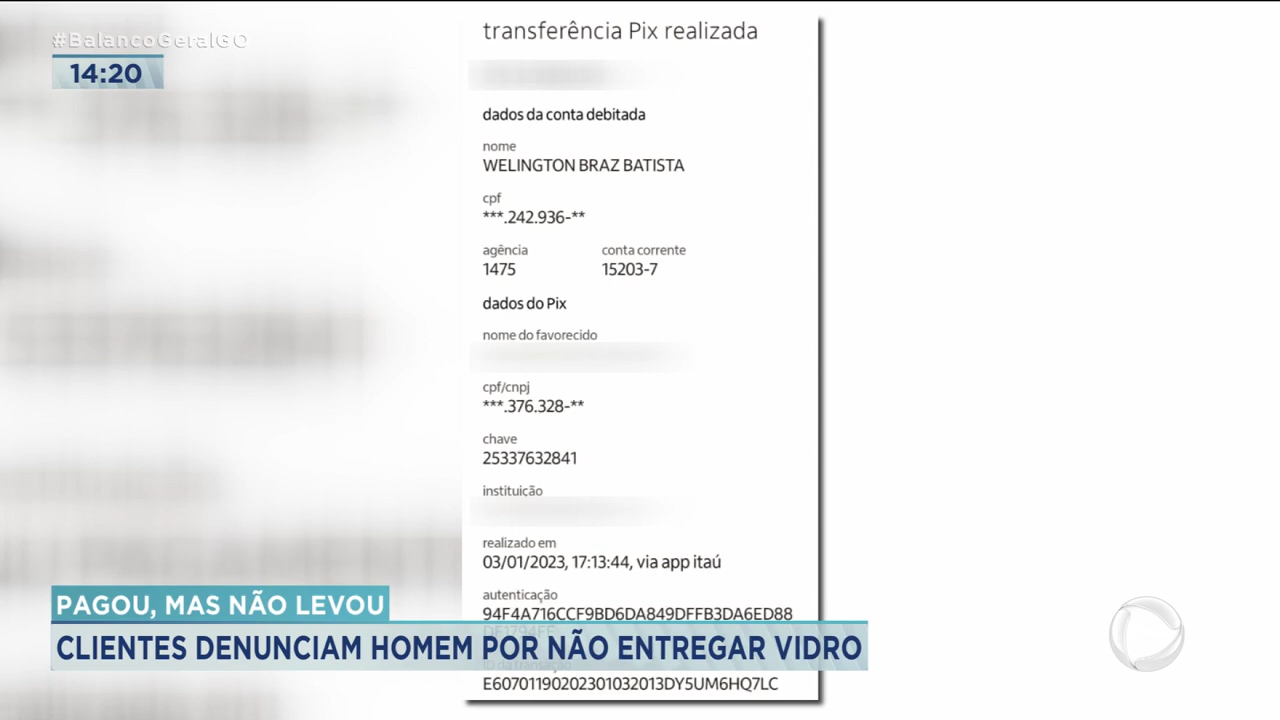 #BalancoGeralGO
14:20
transferência Pix realizada
dados da conta debitada
nome
WELINGTON BRAZ BATISTA
cpf
***.242.936-**
agência conta corrente
1475 15203-7
dados do Pix
nome do favorecido
cpf/cnpj
***.376.328-**
chave
25337632841
instituição
realizado em
03/01/2023, 17:13:44, via app itaú
autenticação
94F4A716CCF9BD6DA849DFFB3DA6ED88
ID da transação
E60701190202301032013DY5UM6HQ7LC
PAGOU, MAS NÃO LEVOU
CLIENTES DENUNCIAM HOMEM POR NÃO ENTREGAR VIDRO